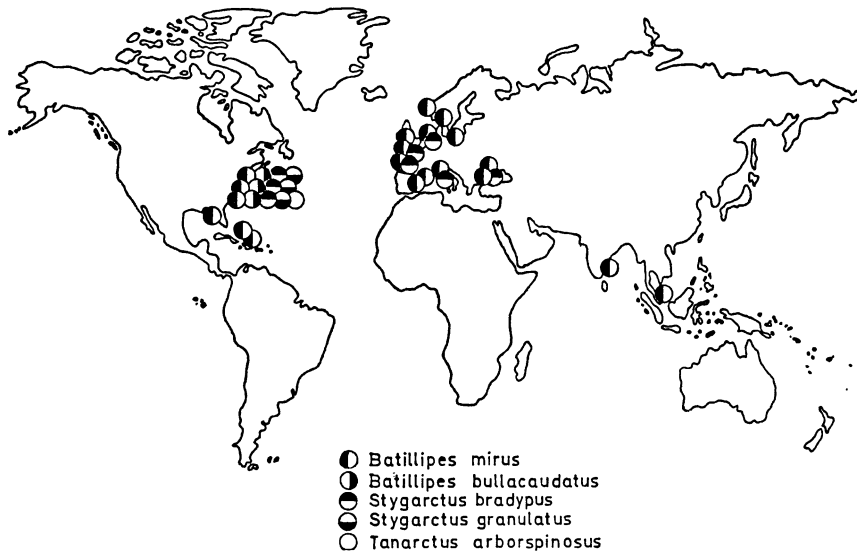 Batillipes mirus
Batillipes bullacaudatus
Stygarctus bradypus
Stygarctus granulatus
Tanarctus arborspinosus